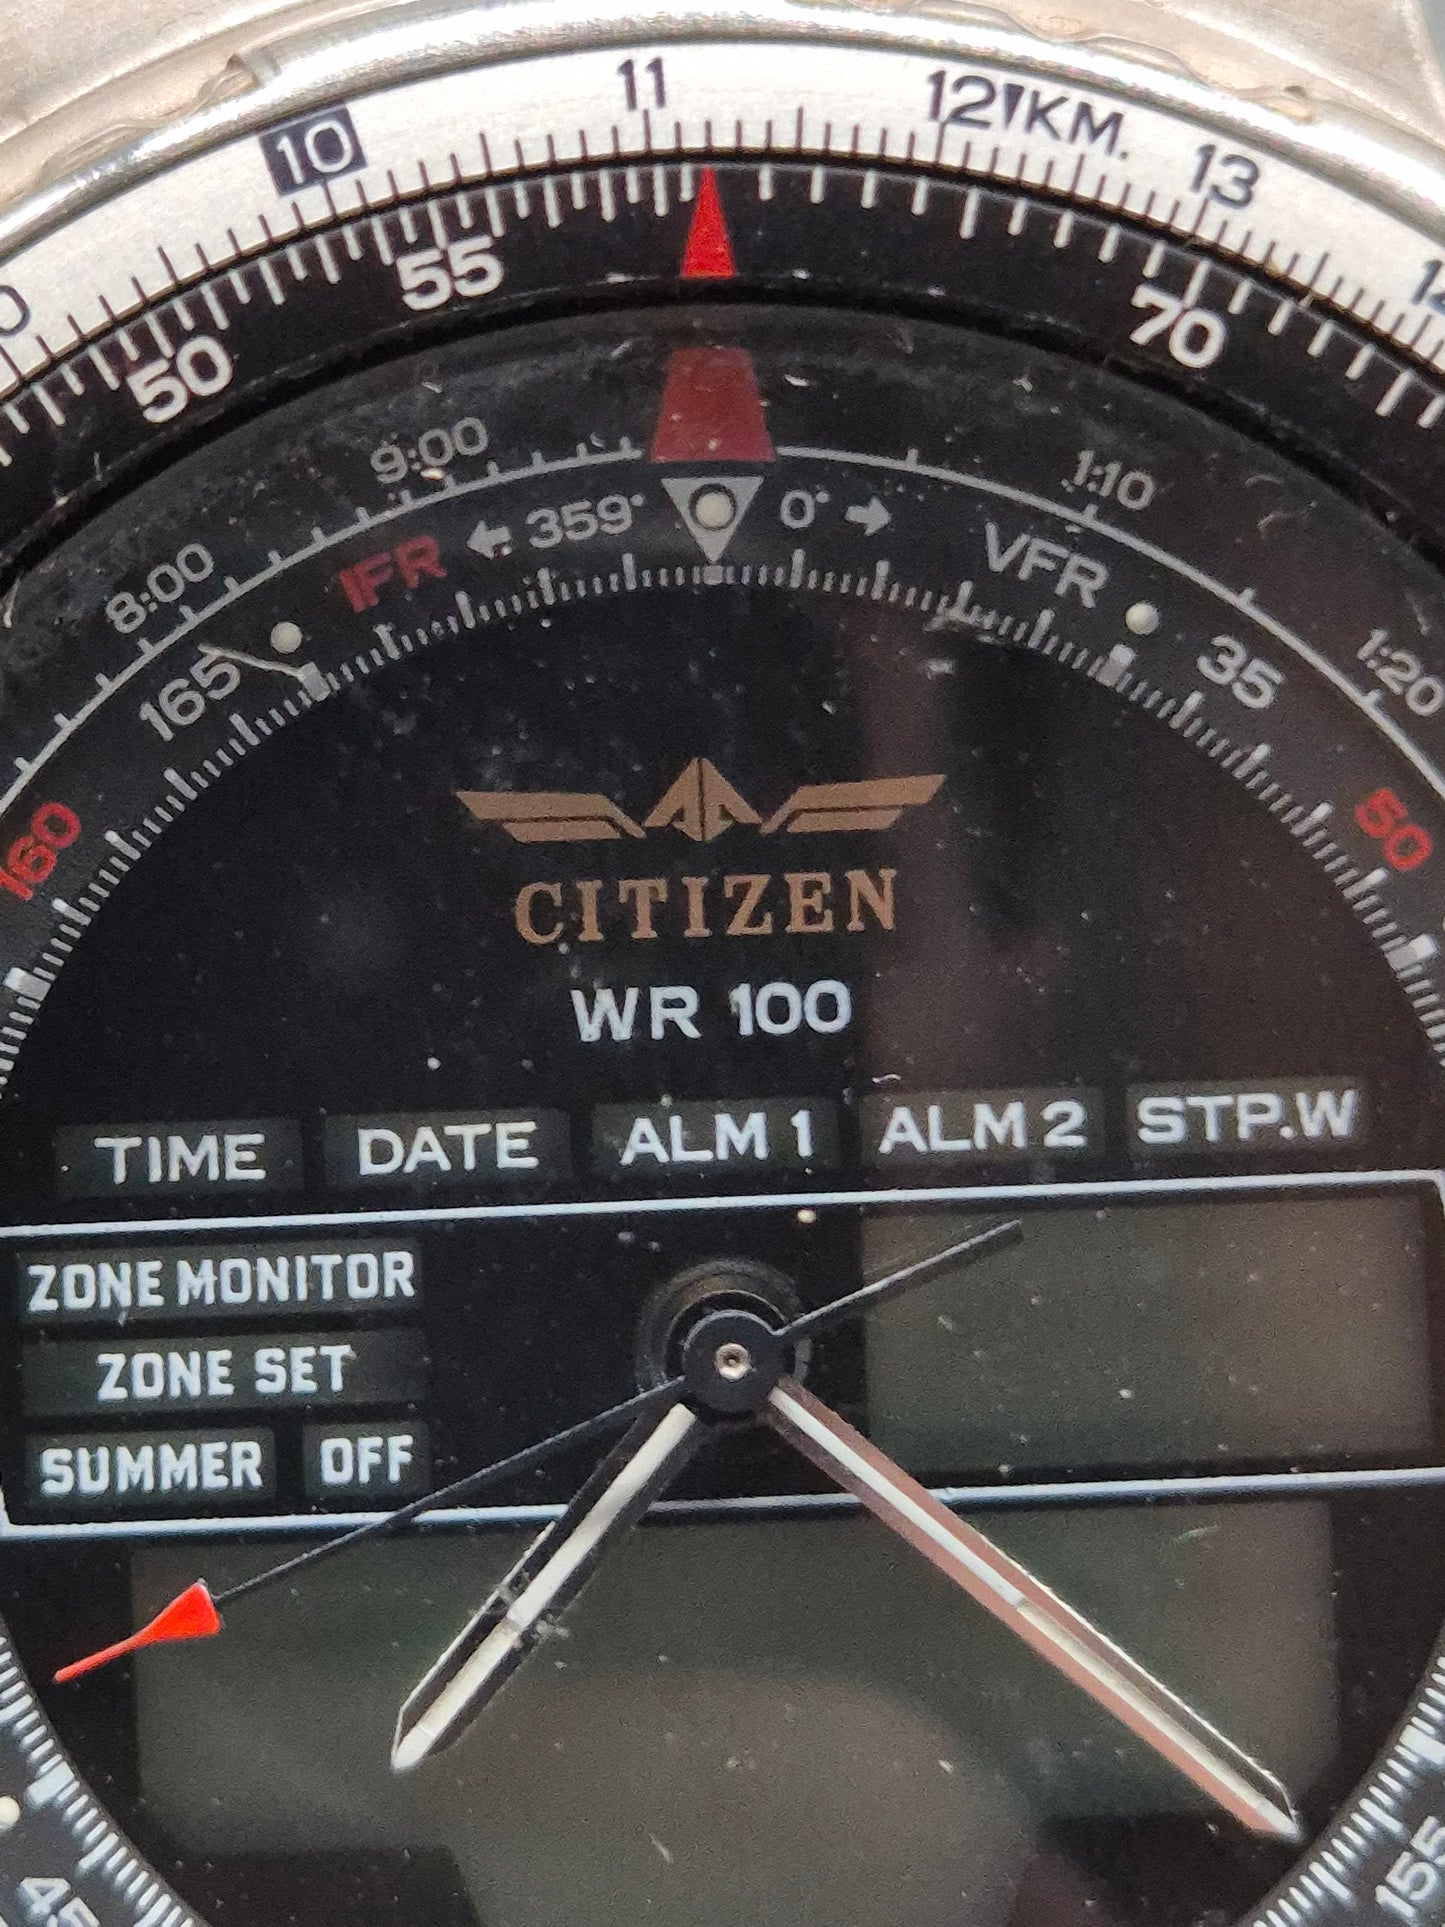 10 11 12 KM. 13
50 55 70
8:00 9:00 1:10 1:20
IFR 359° 0° VFR
165 35
160 50
CITIZEN
WR 100
TIME DATE ALM 1 ALM 2 STP.W
ZONE MONITOR
ZONE SET
SUMMER OFF
45 155